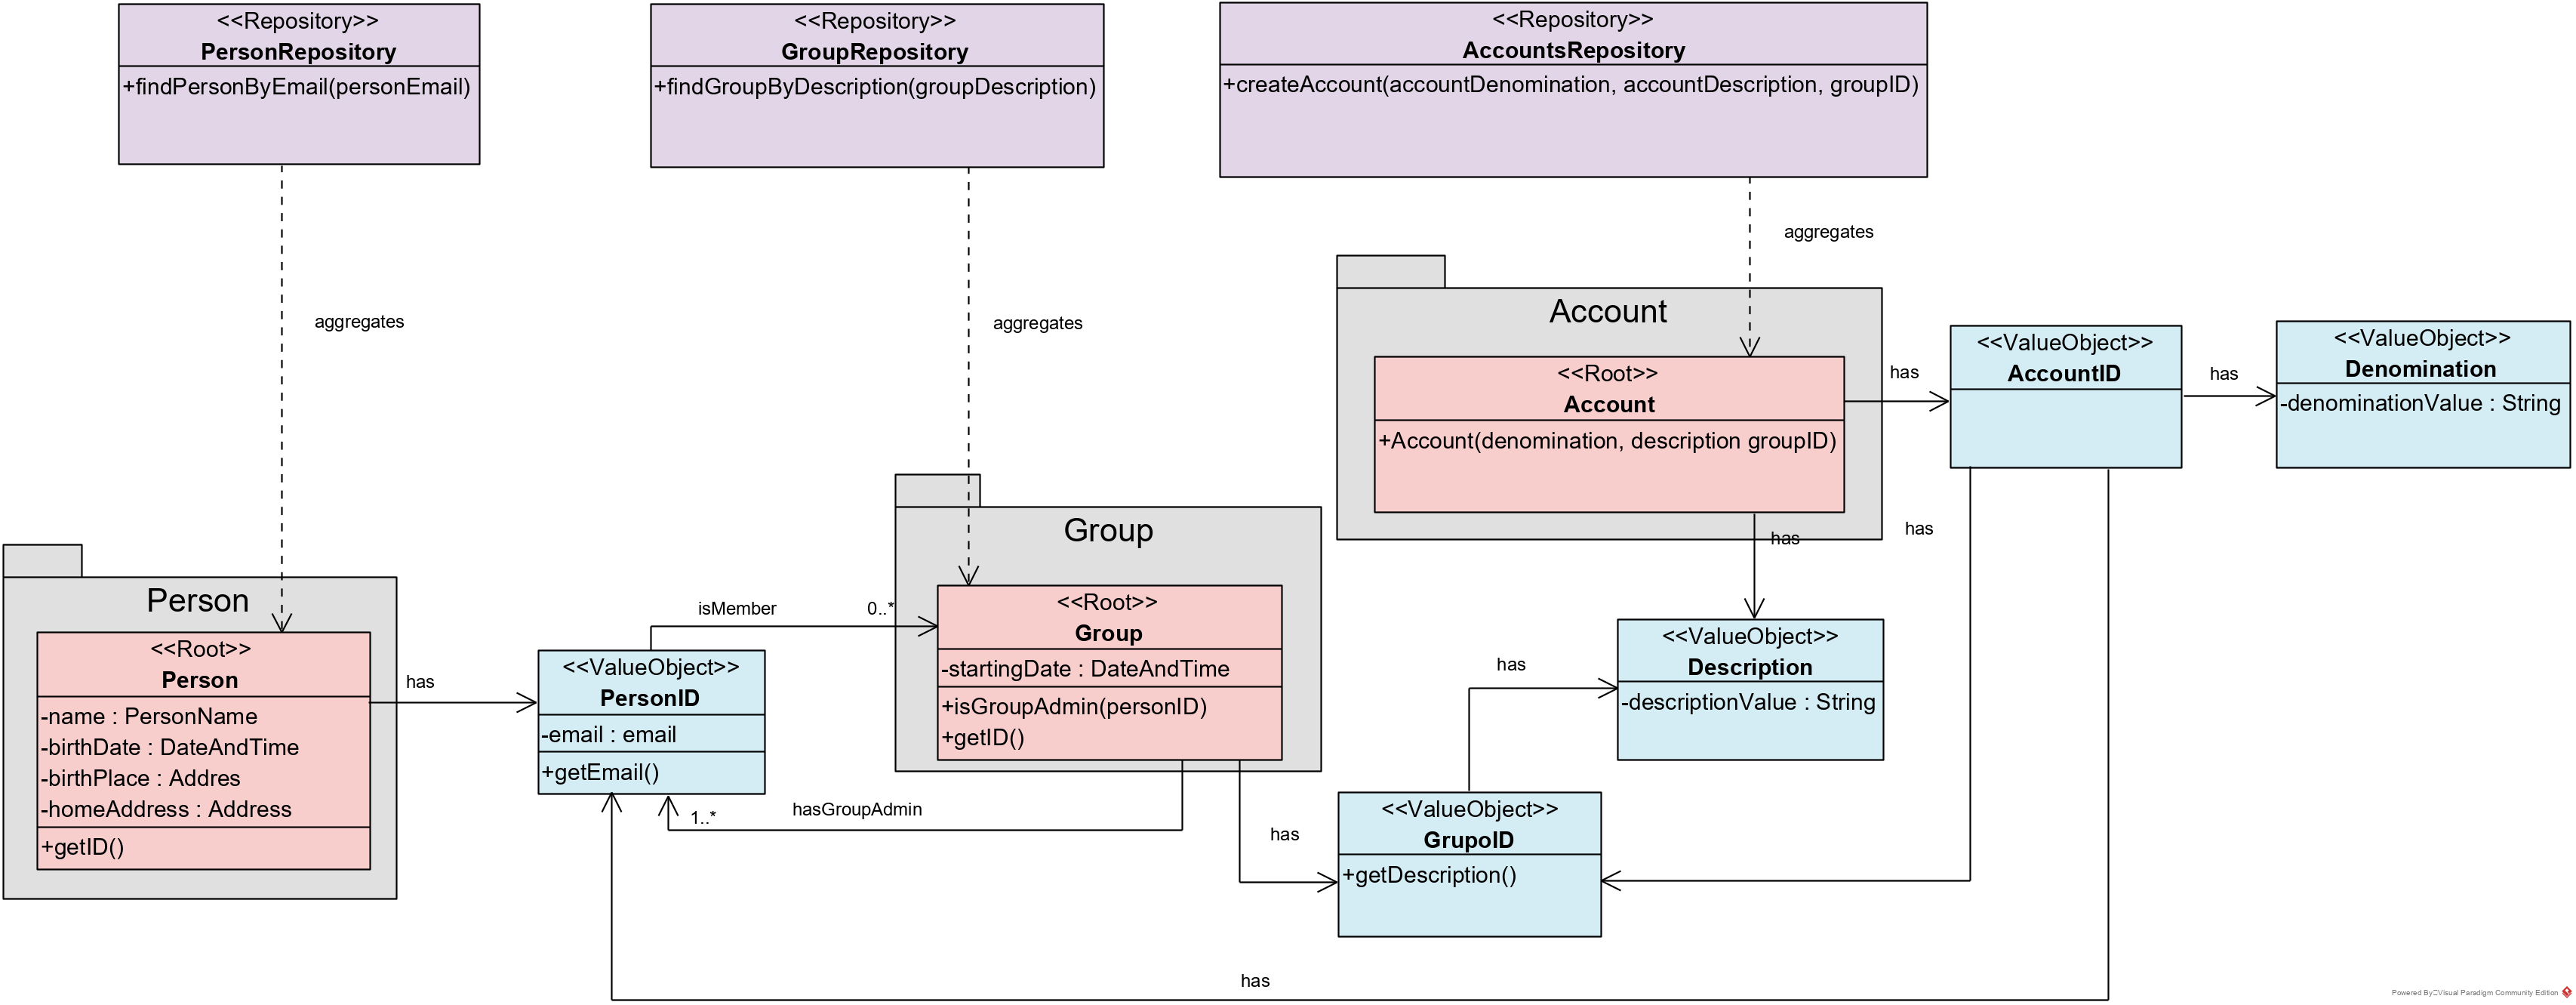 <<Repository>>
PersonRepository
+findPersonByEmail(personEmail)
<<Repository>>
GroupRepository
+findGroupByDescription(groupDescription)
<<Repository>>
AccountsRepository
+createAccount(accountDenomination, accountDescription, groupID)
aggregates
aggregates
aggregates
Account
<<Root>>
Account
+Account(denomination, description groupID)
has
<<ValueObject>>
AccountID
has
<<ValueObject>>
Denomination
-denominationValue : String
has
has
Group
<<Root>>
Group
-startingDate : DateAndTime
+isGroupAdmin(personID)
+getID()
Person
<<Root>>
Person
-name : PersonName
-birthDate : DateAndTime
-birthPlace : Addres
-homeAddress : Address
+getID()
has
isMember
0..*
<<ValueObject>>
PersonID
-email : email
+getEmail()
1..*
hasGroupAdmin
has
has
<<ValueObject>>
Description
-descriptionValue : String
<<ValueObject>>
GrupoID
+getDescription()
has
Powered By Visual Paradigm Community Edition